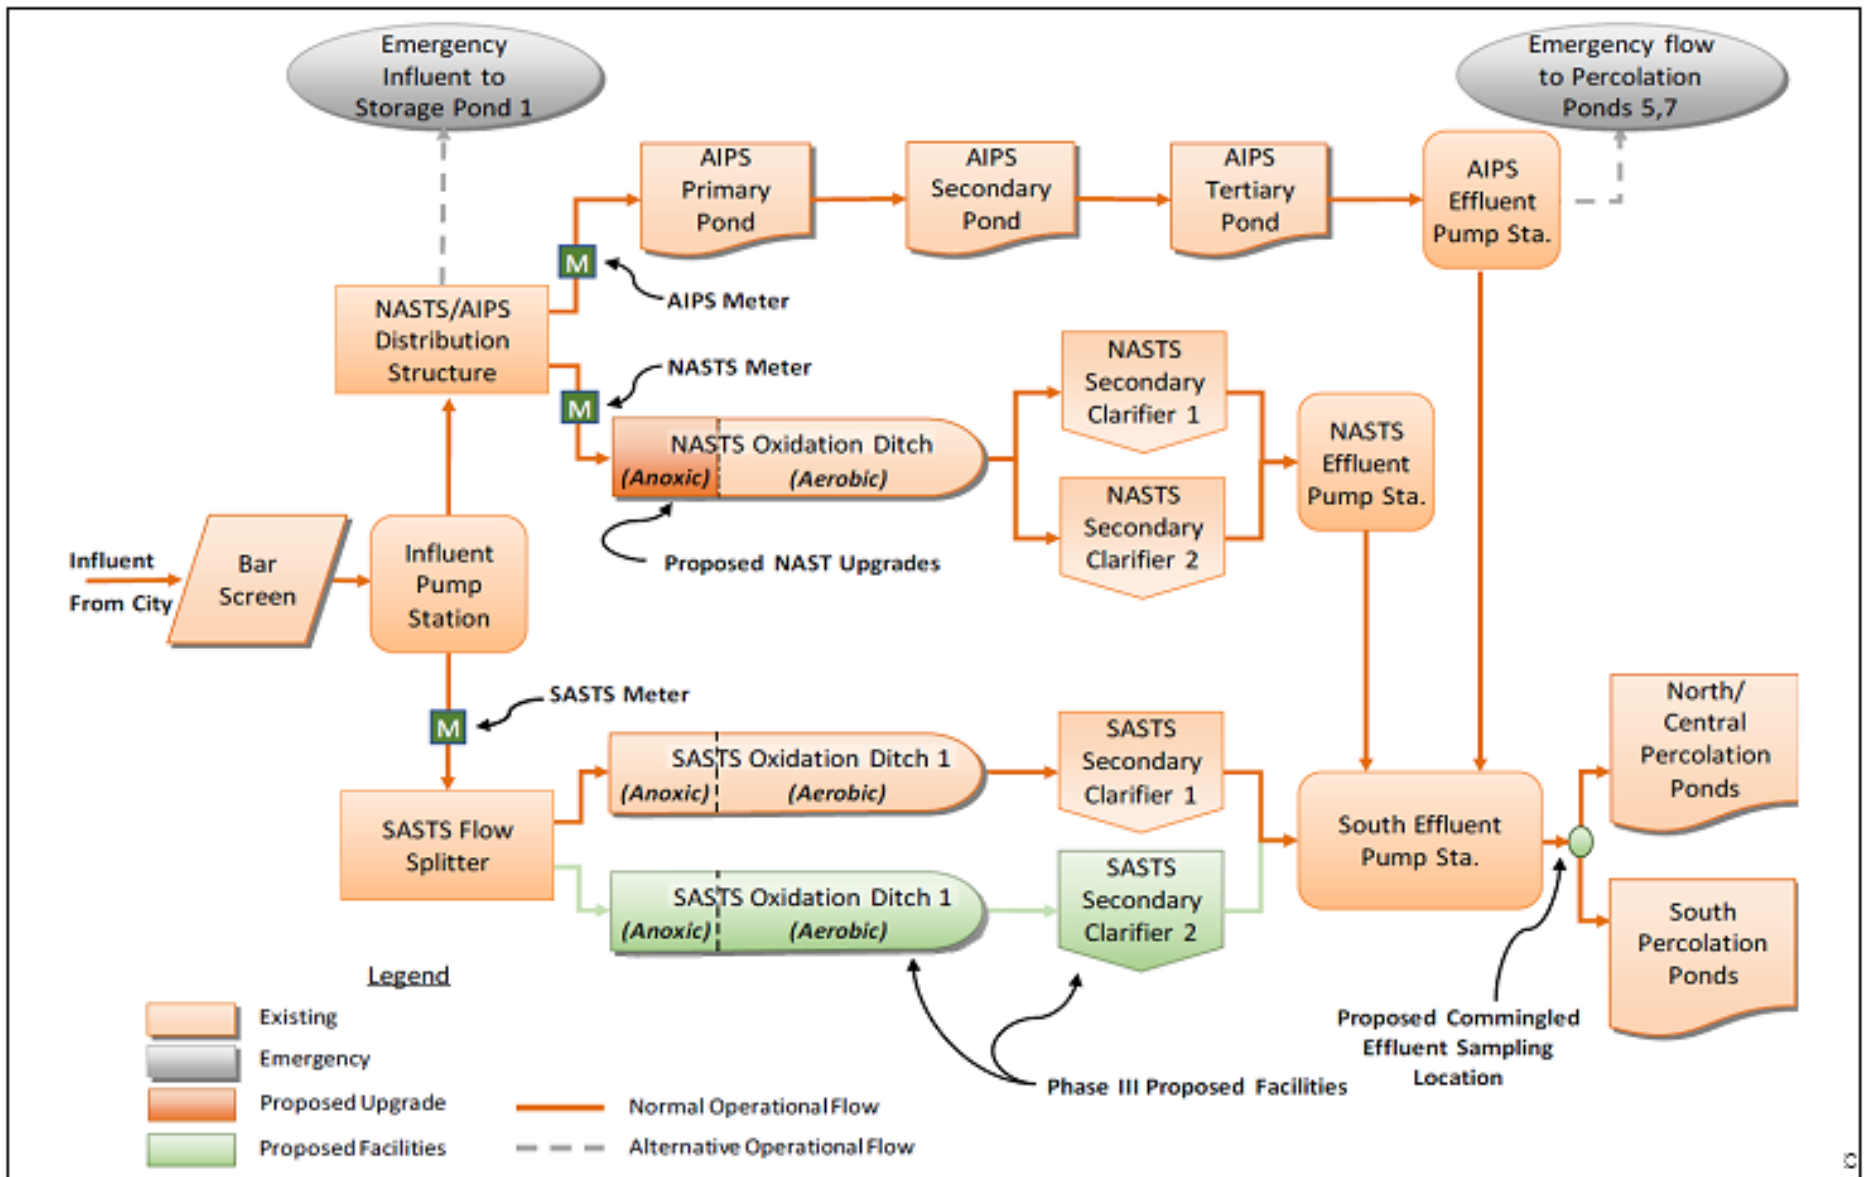 Emergency
Influent to
Storage Pond 1
Emergency flow
to Percolation
Ponds 5,7
AIPS
Primary
Pond
AIPS
Secondary
Pond
AIPS
Tertiary
Pond
AIPS
Effluent
Pump Sta.
M
AIPS Meter
NASTS/AIPS
Distribution
Structure
NASTS Meter
M
NASTS Oxidation Ditch
(Anoxic)
(Aerobic)
NASTS
Secondary
Clarifier 1
NASTS
Secondary
Clarifier 2
NASTS
Effluent
Pump Sta.
Proposed NAST Upgrades
Influent
From City
Bar
Screen
Influent
Pump
Station
SASTS Meter
M
SASTS Flow
Splitter
SASTS Oxidation Ditch 1
(Anoxic)
(Aerobic)
SASTS
Secondary
Clarifier 1
SASTS Oxidation Ditch 1
(Anoxic)
(Aerobic)
SASTS
Secondary
Clarifier 2
South Effluent
Pump Sta.
North/
Central
Percolation
Ponds
South
Percolation
Ponds
Proposed Commingled
Effluent Sampling
Location
Phase III Proposed Facilities
Legend
Existing
Emergency
Proposed Upgrade
Proposed Facilities
Normal Operational Flow
Alternative Operational Flow